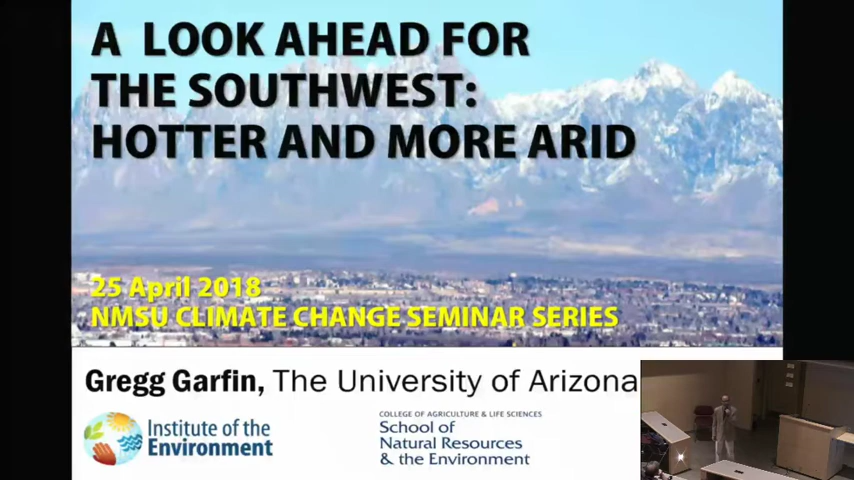 A LOOK AHEAD FOR
THE SOUTHWEST:
HOTTER AND MORE ARID
25 April 2018
NMSU CLIMATE CHANGE SEMINAR SERIES
Gregg Garfin, The University of Arizona
Institute of the
Environment
COLLEGE OF AGRICULTURE & LIFE SCIENCES
School of
Natural Resources
& the Environment